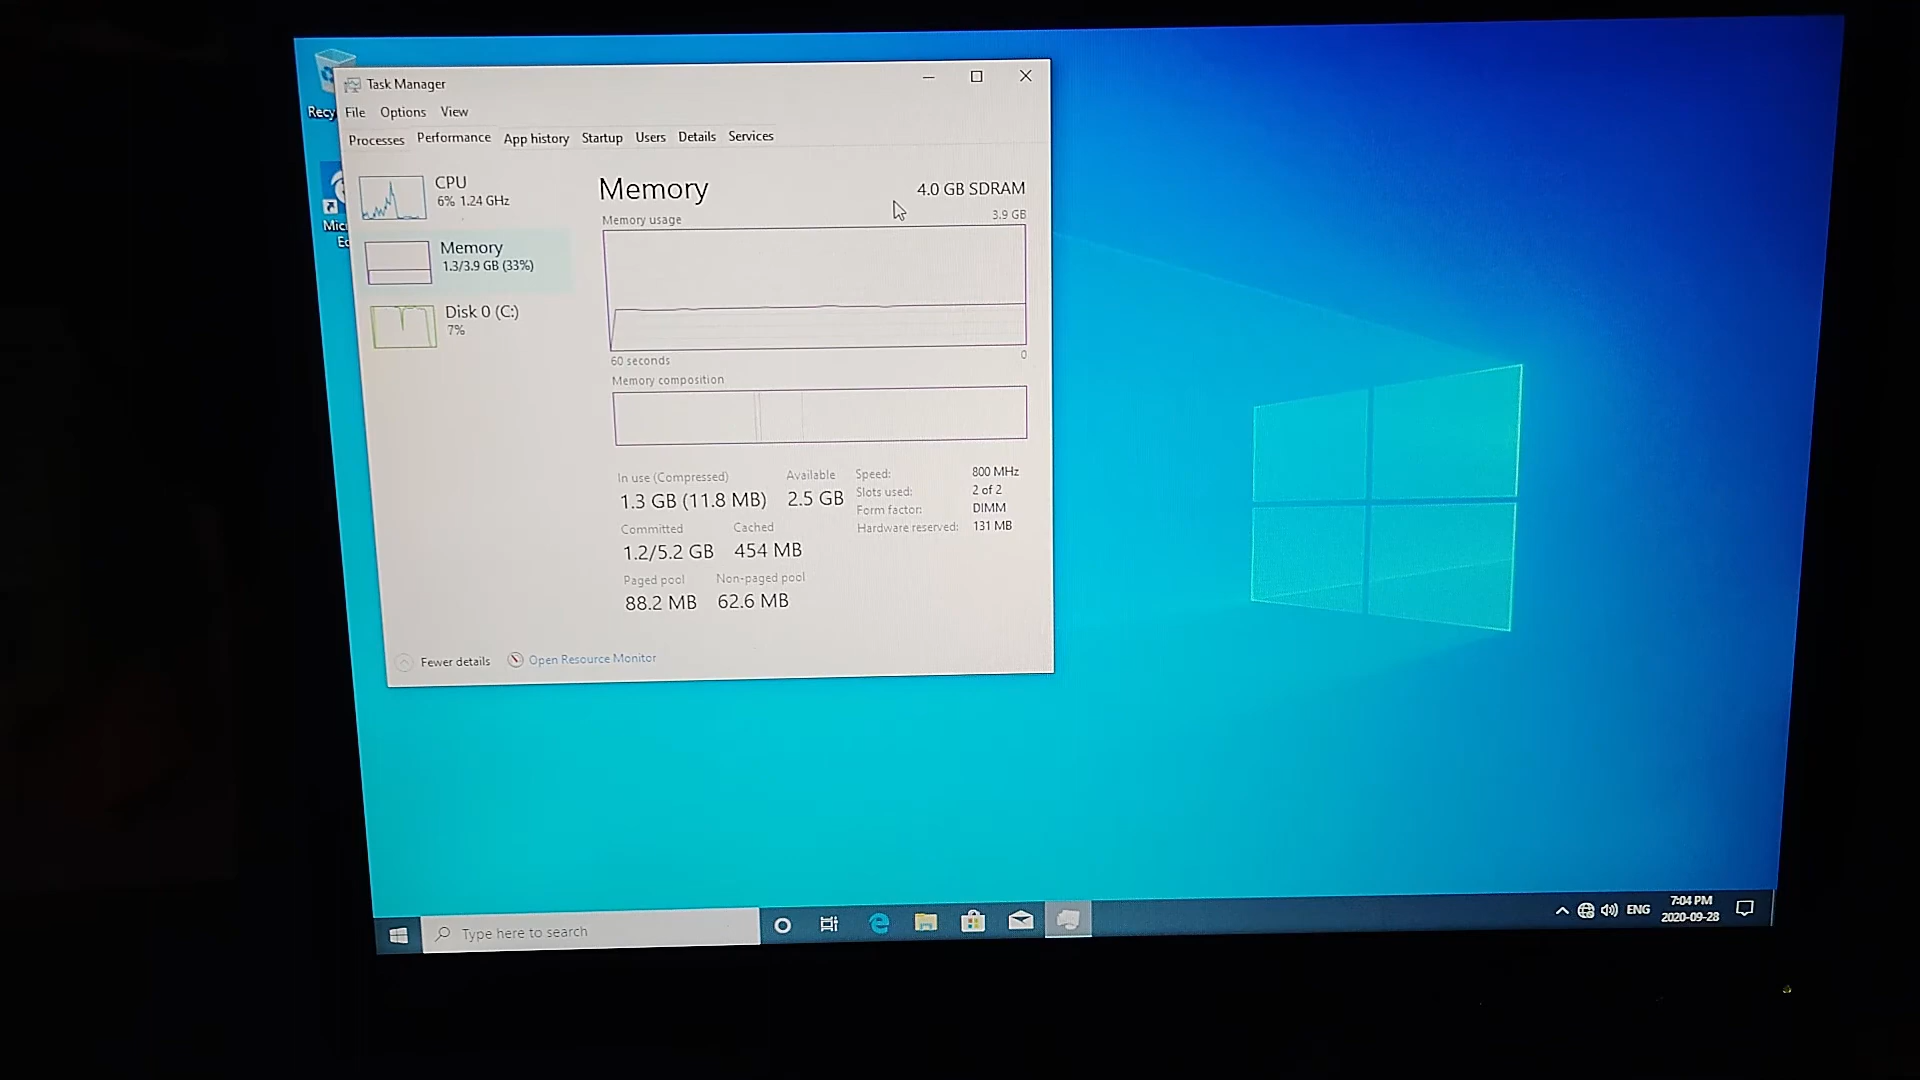 Recy
Task Manager
File Options View
Processes Performance App history Startup Users Details Services
CPU
6% 1.24 GHz
Memory
1.3/3.9 GB (33%)
Disk 0 (C:)
7%
Memory 4.0 GB SDRAM
Memory usage 3.9 GB
60 seconds 0
Memory composition
In use (Compressed) Available
1.3 GB (11.8 MB) 2.5 GB
Committed Cached
1.2/5.2 GB 454 MB
Paged pool Non-paged pool
88.2 MB 62.6 MB
Speed: 800 MHz
Slots used: 2 of 2
Form factor: DIMM
Hardware reserved: 131 MB
Fewer details Open Resource Monitor
Mic
Type here to search
ENG
7:04 PM
2020-09-28